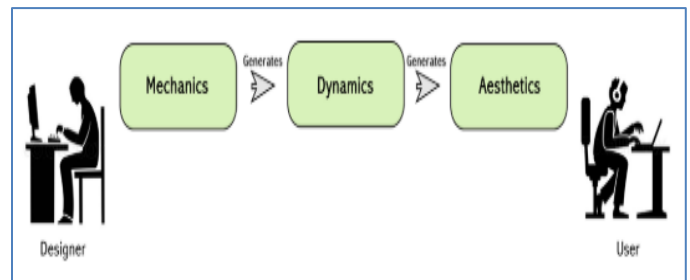 Generates Generates
Mechanics Dynamics Aesthetics
Designer User